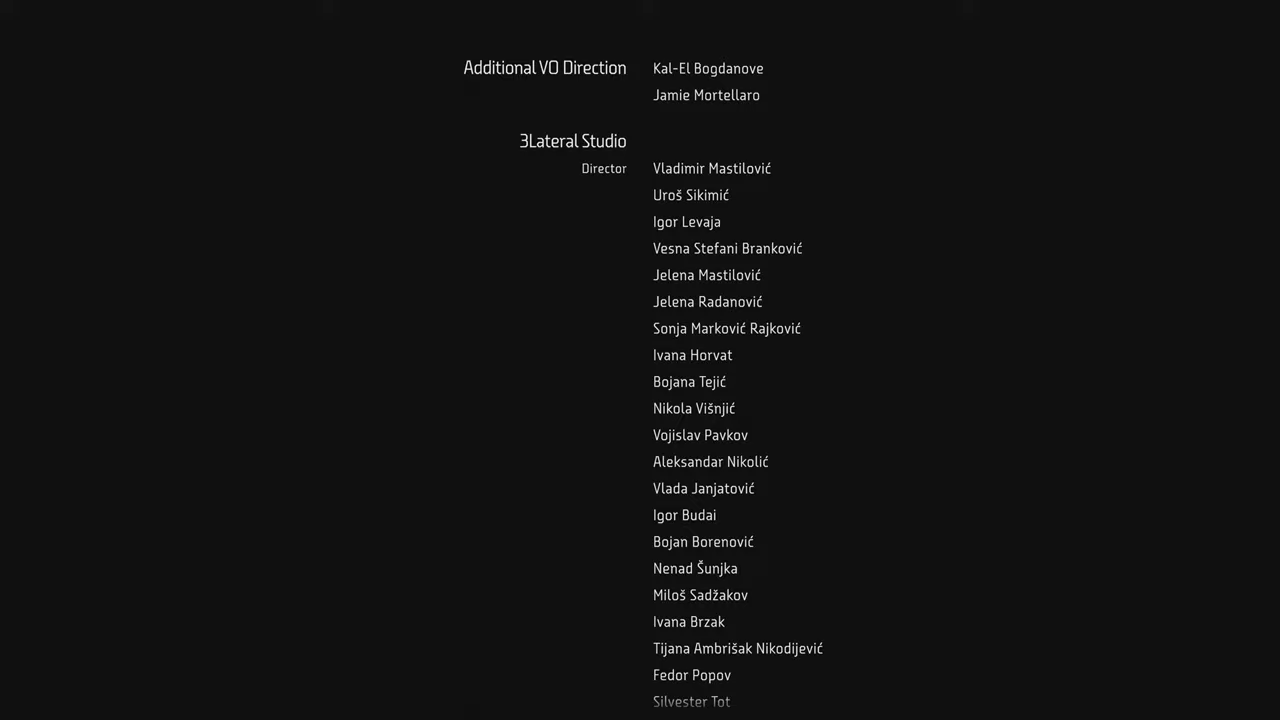 Additional VO Direction Kal-El Bogdanove
Jamie Mortellaro
3Lateral Studio
Director Vladimir Mastilović
Uroš Sikimić
Igor Levaja
Vesna Stefani Branković
Jelena Mastilović
Jelena Radanović
Sonja Marković Rajković
Ivana Horvat
Bojana Tejić
Nikola Višnjić
Vojislav Pavkov
Aleksandar Nikolić
Vlada Janjatović
Igor Budai
Bojan Borenović
Nenad Šunjka
Miloš Sadžakov
Ivana Brzak
Tijana Ambrišak Nikodijević
Fedor Popov
Silvester Tot